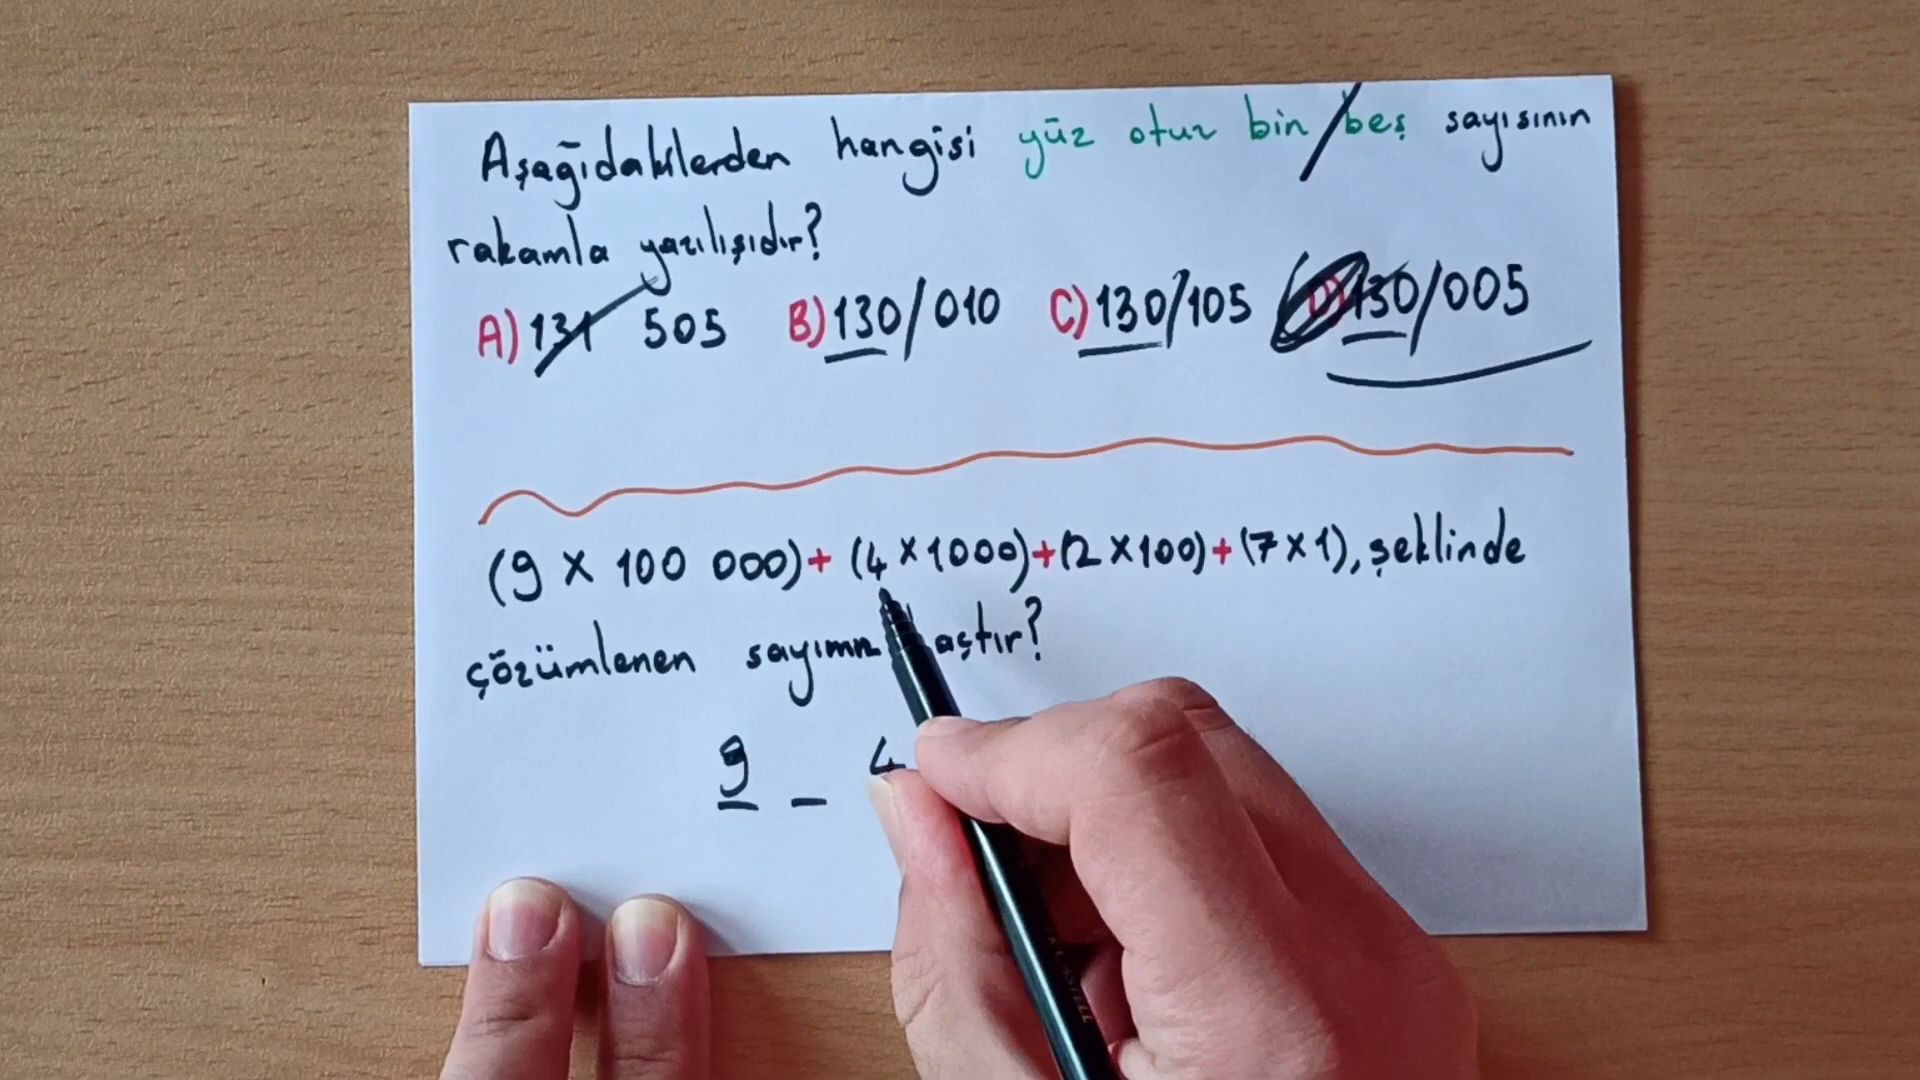 Aşağıdakilerden hangisi yüz otuz bin / beş sayısının
rakamla yazılışıdır?
A) 131 505 B) 130/010 C) 130/105 D) 130/005
(9 x 100 000) + (4 x 1000) + (2 x 100) + (7 x 1), şeklinde
çözümlenen sayımız kaçtır?
9 _ 4